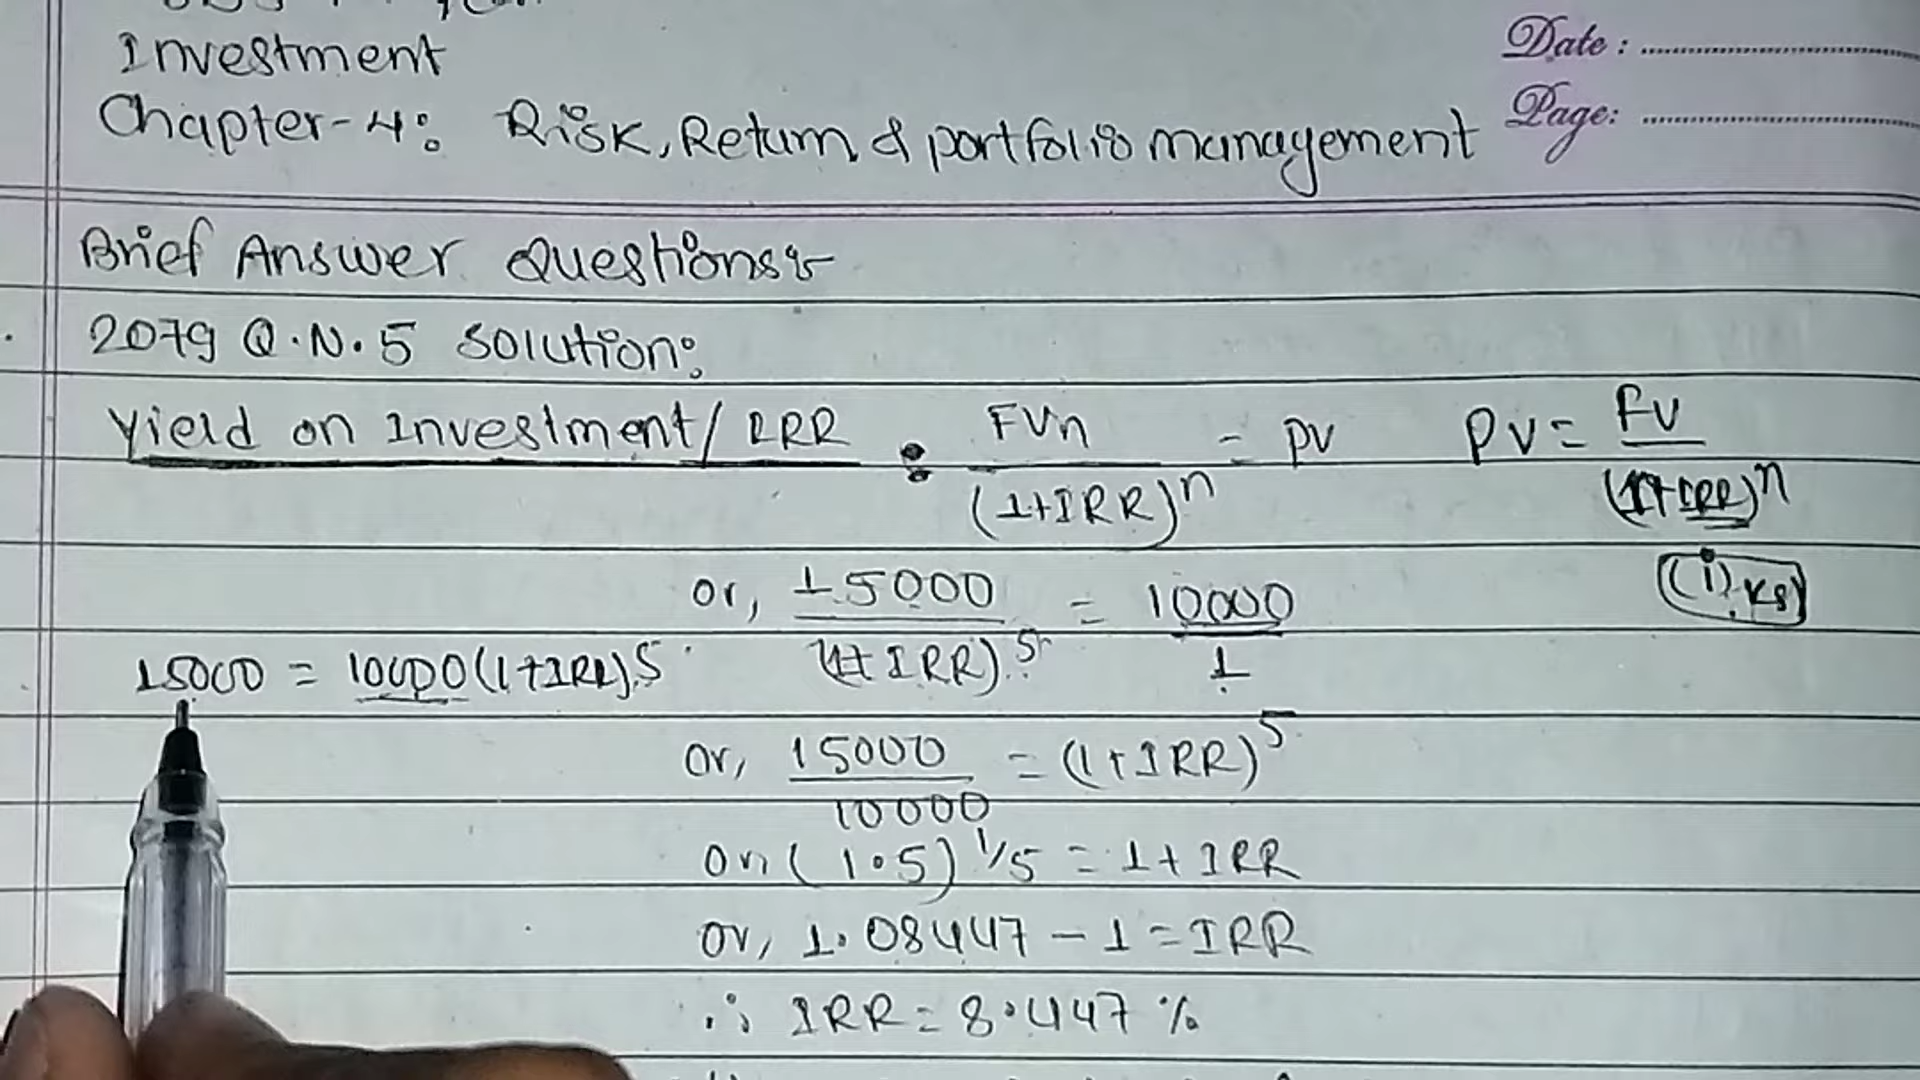 Investment
Date :
Chapter-4: Risk, Return & portfolio management
Page:
Brief Answer Questions:-
2079 Q.N.5 Solution:
Yield on Investment/IRR : FVn/(1+IRR)^n = PV PV = FV/(1+IRR)^n
or, 15000/(1+IRR)^5 = 10000/1
15000 = 10000(1+IRR)5
or, 15000/10000 = (1+IRR)^5
or, (1.5)^1/5 = 1+IRR
or, 1.08447 - 1 = IRR
∴ IRR = 8.447 %